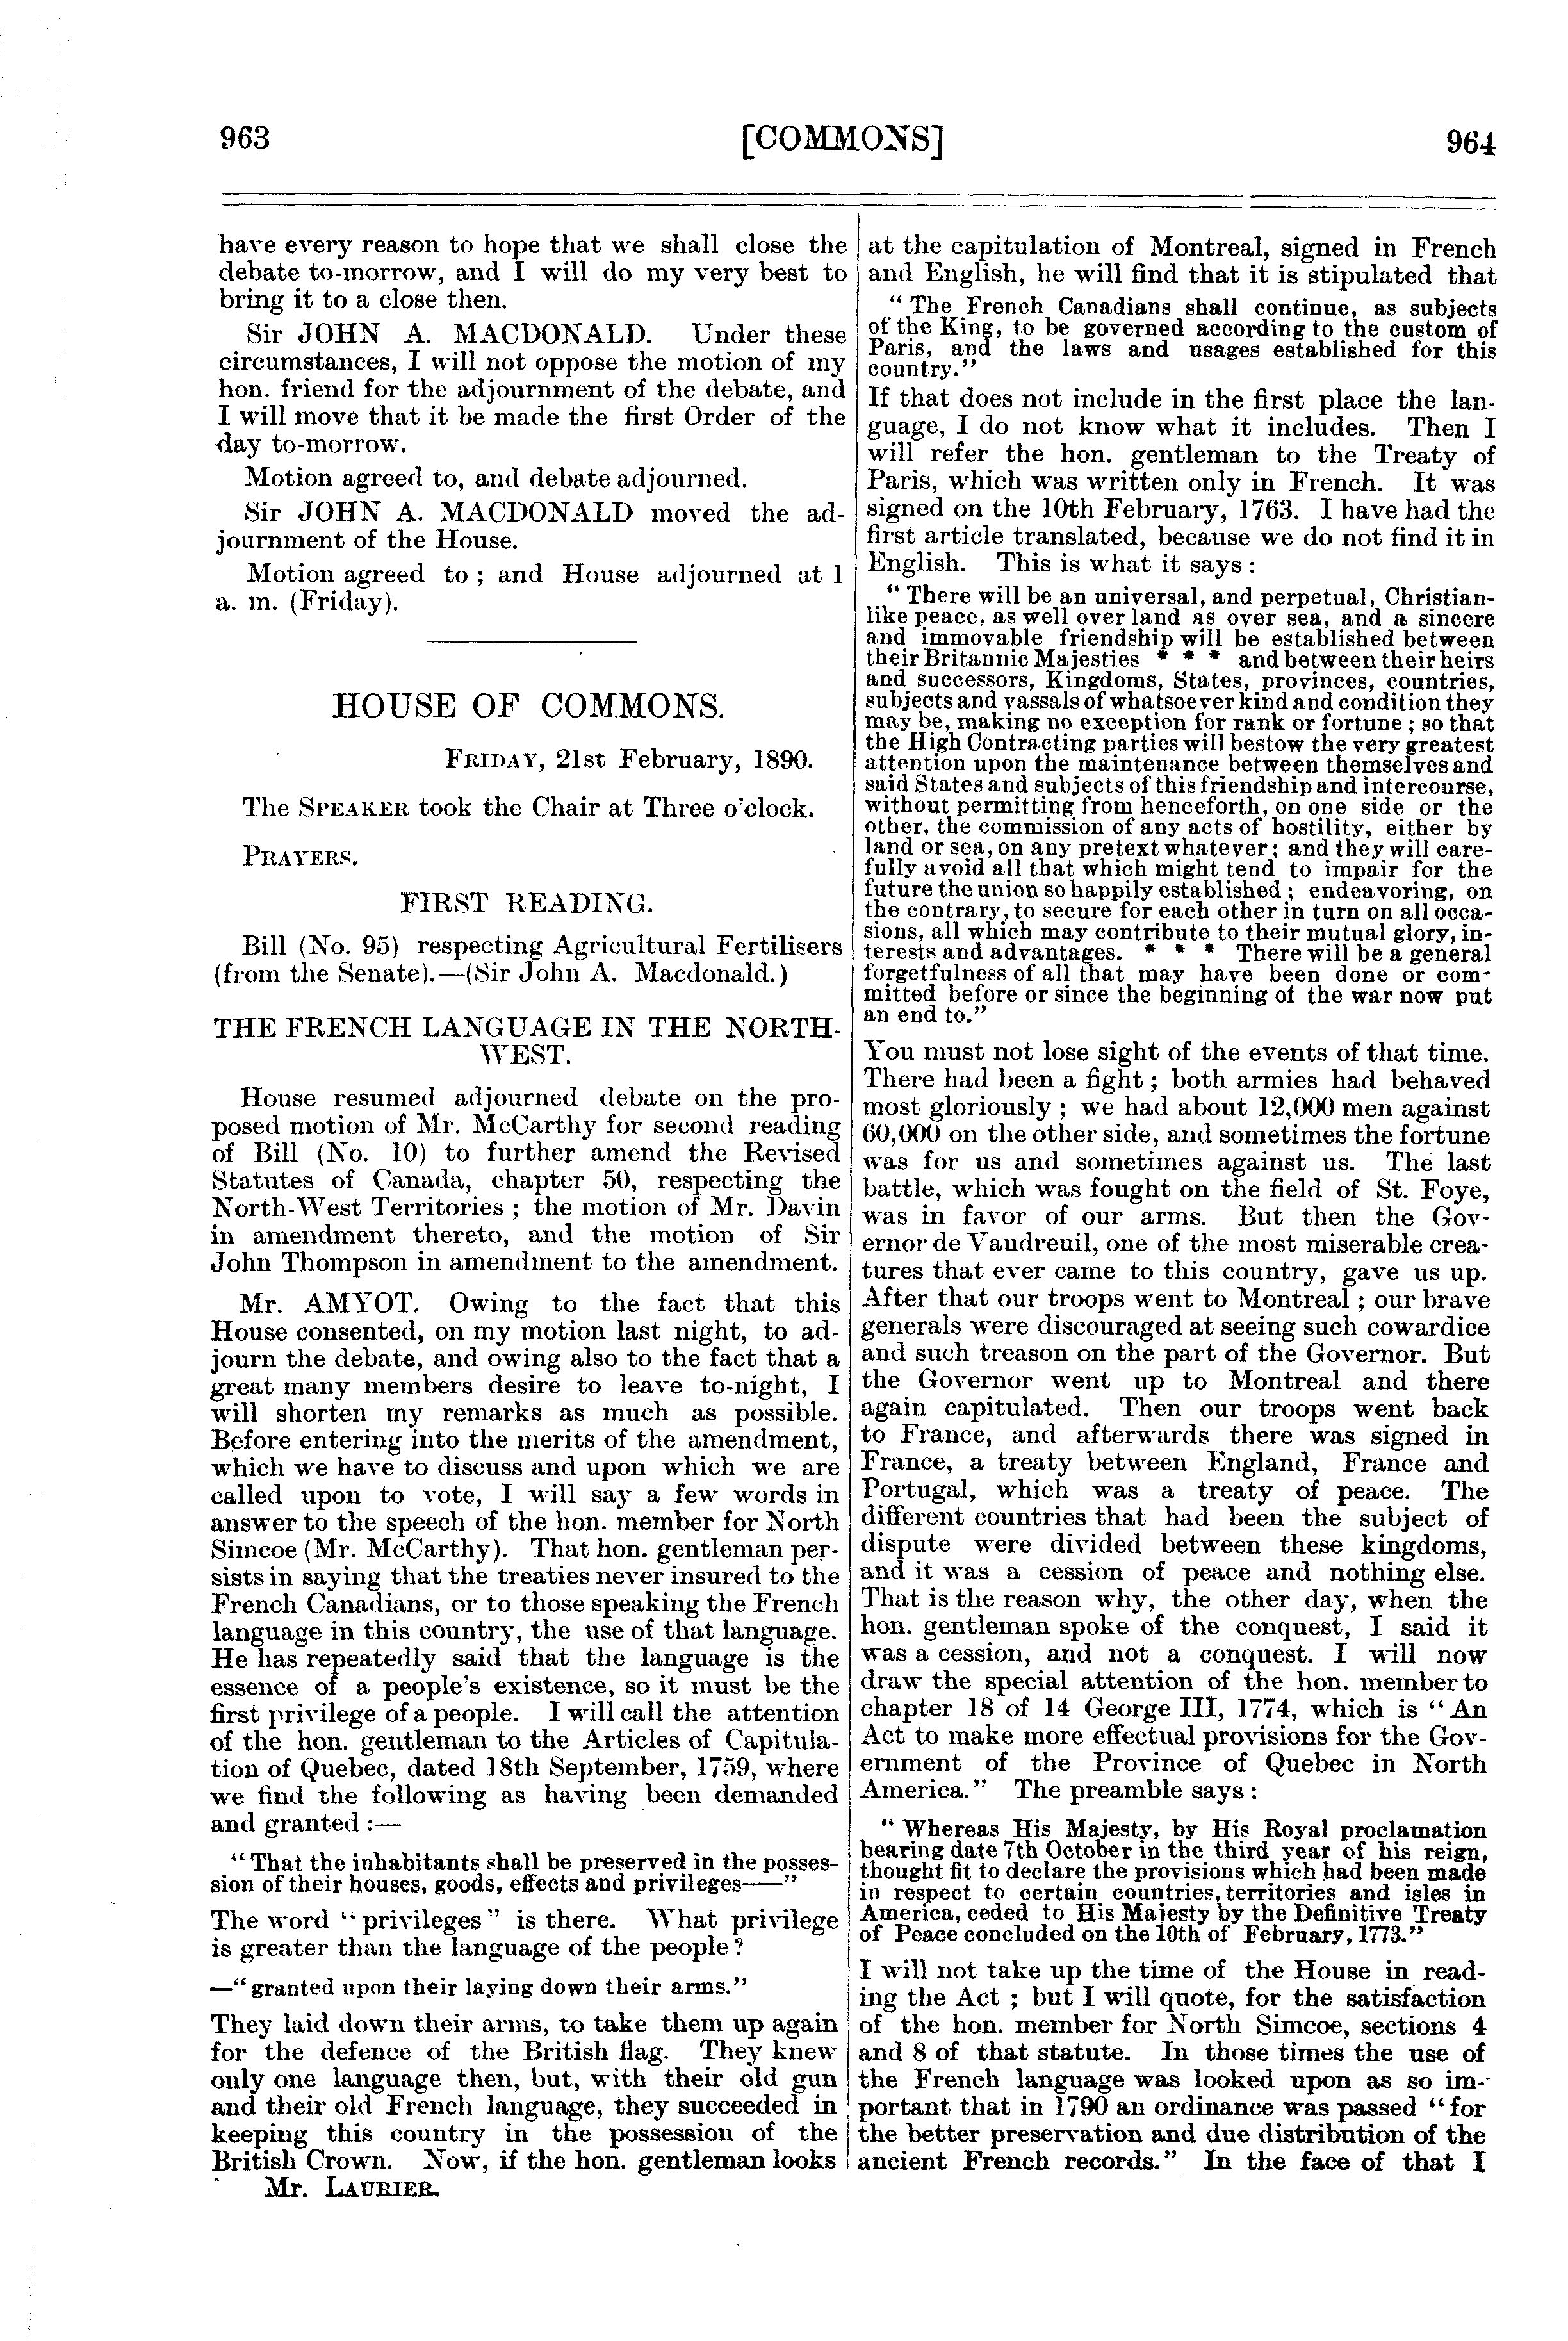 963
[COMMONS]
964
have every reason to hope that we shall close the
debate to-morrow, and I will do my very best to
bring it to a close then.
Sir JOHN A. MACDONALD. Under these
circumstances, I will not oppose the motion of my
hon. friend for the adjournment of the debate, and
I will move that it be made the first Order of the
day to-morrow.
Motion agreed to, and debate adjourned.
Sir JOHN A. MACDONALD moved the ad-
journment of the House.
Motion agreed to ; and House adjourned at 1
a. m. (Friday).
HOUSE OF COMMONS.
FRIDAY, 21st February, 1890.
The SPEAKER took the Chair at Three o'clock.
PRAYERS.
FIRST READING.
Bill (No. 95) respecting Agricultural Fertilisers
(from the Senate).—(Sir John A. Macdonald.)
THE FRENCH LANGUAGE IN THE NORTH-
WEST.
House resumed adjourned debate on the pro-
posed motion of Mr. McCarthy for second reading
of Bill (No. 10) to further amend the Revised
Statutes of Canada, chapter 50, respecting the
North-West Territories ; the motion of Mr. Davin
in amendment thereto, and the motion of Sir
John Thompson in amendment to the amendment.
Mr. AMYOT. Owing to the fact that this
House consented, on my motion last night, to ad-
journ the debate, and owing also to the fact that a
great many members desire to leave to-night, I
will shorten my remarks as much as possible.
Before entering into the merits of the amendment,
which we have to discuss and upon which we are
called upon to vote, I will say a few words in
answer to the speech of the hon. member for North
Simcoe (Mr. McCarthy). That hon. gentleman per-
sists in saying that the treaties never insured to the
French Canadians, or to those speaking the French
language in this country, the use of that language.
He has repeatedly said that the language is the
essence of a people's existence, so it must be the
first privilege of a people. I will call the attention
of the hon. gentleman to the Articles of Capitula-
tion of Quebec, dated 18th September, 1759, where
we find the following as having been demanded
and granted :—
"That the inhabitants shall be preserved in the posses-
sion of their houses, goods, effects and privileges——"
The word "privileges" is there. What privilege
is greater than the language of the people?
—"granted upon their laying down their arms."
They laid down their arms, to take them up again
for the defence of the British flag. They knew
only one language then, but, with their old gun
and their old French language, they succeeded in
keeping this country in the possession of the
British Crown. Now, if the hon. gentleman looks
Mr. LAURIER.
at the capitulation of Montreal, signed in French
and English, he will find that it is stipulated that
"The French Canadians shall continue, as subjects
of the King, to be governed according to the custom of
Paris, and the laws and usages established for this
country."
If that does not include in the first place the lan-
guage, I do not know what it includes. Then I
will refer the hon. gentleman to the Treaty of
Paris, which was written only in French. It was
signed on the 10th February, 1763. I have had the
first article translated, because we do not find it in
English. This is what it says :
"There will be an universal, and perpetual, Christian-
like peace, as well over land as over sea, and a sincere
and immovable friendship will be established between
their Britannic Majesties * * * and between their heirs
and successors, Kingdoms, States, provinces, countries,
subjects and vassals of whatsoever kind and condition they
may be, making no exception for rank or fortune ; so that
the High Contracting parties will bestow the very greatest
attention upon the maintenance between themselves and
said States and subjects of this friendship and intercourse,
without permitting from henceforth, on one side or the
other, the commission of any acts of hostility, either by
land or sea, on any pretext whatever ; and they will care-
fully avoid all that which might tend to impair for the
future the union so happily established ; endeavoring, on
the contrary, to secure for each other in turn on all occa-
sions, all which may contribute to their mutual glory, in-
terests and advantages. * * * There will be a general
forgetfulness of all that may have been done or com-
mitted before or since the beginning of the war now put
an end to."
You must not lose sight of the events of that time.
There had been a fight ; both armies had behaved
most gloriously ; we had about 12,000 men against
60,000 on the other side, and sometimes the fortune
was for us and sometimes against us. The last
battle, which was fought on the field of St. Foye,
was in favor of our arms. But then the Gov-
ernor de Vaudreuil, one of the most miserable crea-
tures that ever came to this country, gave us up.
After that our troops went to Montreal ; our brave
generals were discouraged at seeing such cowardice
and such treason on the part of the Governor. But
the Governor went up to Montreal and there
again capitulated. Then our troops went back
to France, and afterwards there was signed in
France, a treaty between England, France and
Portugal, which was a treaty of peace. The
different countries that had been the subject of
dispute were divided between these kingdoms,
and it was a cession of peace and nothing else.
That is the reason why, the other day, when the
hon. gentleman spoke of the conquest, I said it
was a cession, and not a conquest. I will now
draw the special attention of the hon. member to
chapter 18 of 14 George III, 1774, which is "An
Act to make more effectual provisions for the Gov-
ernment of the Province of Quebec in North
America." The preamble says :
"Whereas His Majesty, by His Royal proclamation
bearing date 7th October in the third year of his reign,
thought fit to declare the provisions which had been made
in respect to certain countries, territories and isles in
America, ceded to His Majesty by the Definitive Treaty
of Peace concluded on the 10th of February, 1773."
I will not take up the time of the House in read-
ing the Act ; but I will quote, for the satisfaction
of the hon. member for North Simcoe, sections 4
and 8 of that statute. In those times the use of
the French language was looked upon as so im-
portant that in 1790 an ordinance was passed "for
the better preservation and due distribution of the
ancient French records." In the face of that I